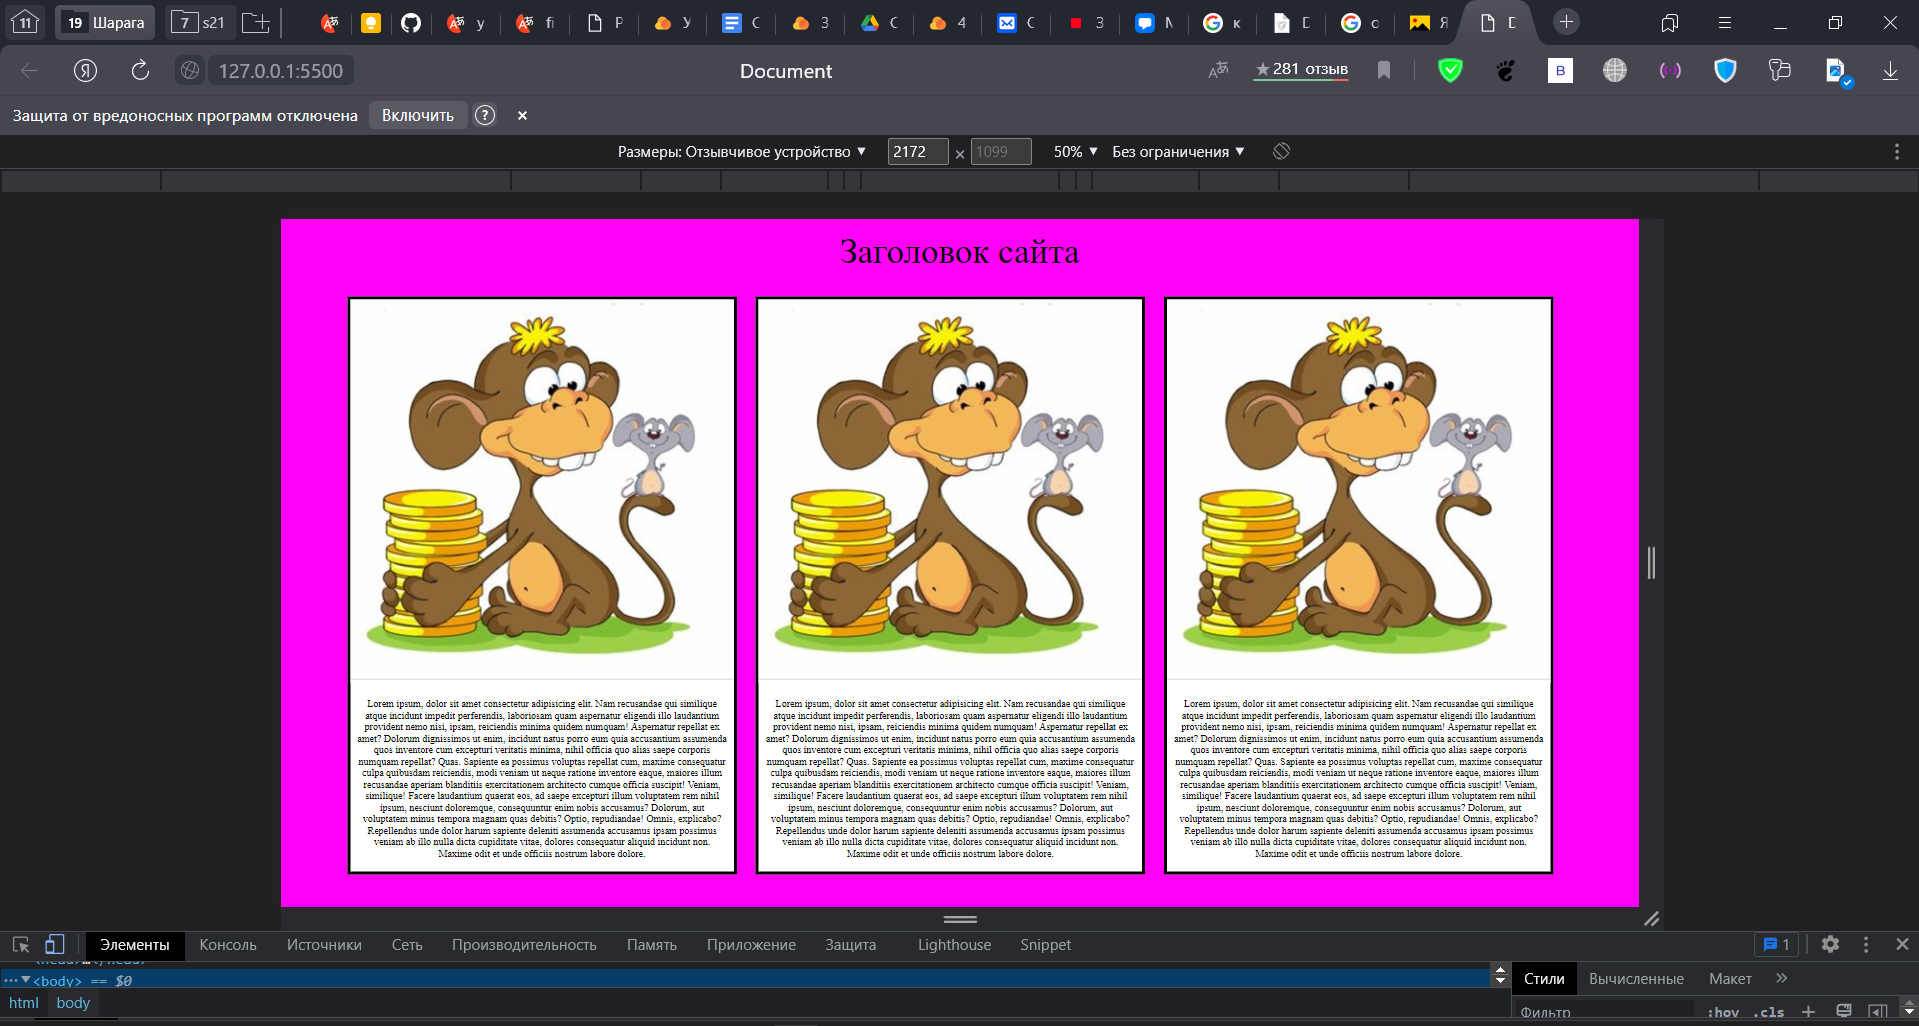 11
19 Шарага
7 s21
у
fi
P
У
С
3
С
4
С
З
М
к
D
о
Я
D
127.0.0.1:5500
Document
281 отзыв
B
Защита от вредоносных программ отключена
Включить
?
Размеры: Отзывчивое устройство
2172 × 1099
50%
Без ограничения
Заголовок сайта
Lorem ipsum, dolor sit amet consectetur adipisicing elit. Nam recusandae qui similique
atque incidunt impedit perferendis, laboriosam quam aspernatur eligendi illo laudantium
provident nemo nisi, ipsam, reiciendis minima quidem numquam! Aspernatur repellat ex
amet? Dolorum dignissimos ut enim, incidunt natus porro eum quia accusantium assumenda
quos inventore cum excepturi veritatis minima, nihil officia quo alias saepe corporis
numquam repellat? Quas. Sapiente ea possimus voluptas repellat cum, maxime consequatur
culpa quibusdam reiciendis, modi veniam ut neque ratione inventore eaque, maiores illum
recusandae aperiam blanditiis exercitationem architecto cumque officia suscipit! Veniam,
similique! Facere laudantium quaerat eos, ad saepe excepturi illum voluptatem rem nihil
ipsum, nesciunt doloremque, consequuntur enim nobis accusamus? Dolorum, aut
voluptatem minus tempora magnam quas debitis? Optio, repudiandae! Omnis, explicabo?
Repellendus unde dolor harum sapiente deleniti assumenda accusamus ipsam possimus
veniam ab illo nulla dicta cupiditate vitae, dolores consequatur aliquid incidunt non.
Maxime odit et unde officiis nostrum labore dolore.
Lorem ipsum, dolor sit amet consectetur adipisicing elit. Nam recusandae qui similique
atque incidunt impedit perferendis, laboriosam quam aspernatur eligendi illo laudantium
provident nemo nisi, ipsam, reiciendis minima quidem numquam! Aspernatur repellat ex
amet? Dolorum dignissimos ut enim, incidunt natus porro eum quia accusantium assumenda
quos inventore cum excepturi veritatis minima, nihil officia quo alias saepe corporis
numquam repellat? Quas. Sapiente ea possimus voluptas repellat cum, maxime consequatur
culpa quibusdam reiciendis, modi veniam ut neque ratione inventore eaque, maiores illum
recusandae aperiam blanditiis exercitationem architecto cumque officia suscipit! Veniam,
similique! Facere laudantium quaerat eos, ad saepe excepturi illum voluptatem rem nihil
ipsum, nesciunt doloremque, consequuntur enim nobis accusamus? Dolorum, aut
voluptatem minus tempora magnam quas debitis? Optio, repudiandae! Omnis, explicabo?
Repellendus unde dolor harum sapiente deleniti assumenda accusamus ipsam possimus
veniam ab illo nulla dicta cupiditate vitae, dolores consequatur aliquid incidunt non.
Maxime odit et unde officiis nostrum labore dolore.
Lorem ipsum, dolor sit amet consectetur adipisicing elit. Nam recusandae qui similique
atque incidunt impedit perferendis, laboriosam quam aspernatur eligendi illo laudantium
provident nemo nisi, ipsam, reiciendis minima quidem numquam! Aspernatur repellat ex
amet? Dolorum dignissimos ut enim, incidunt natus porro eum quia accusantium assumenda
quos inventore cum excepturi veritatis minima, nihil officia quo alias saepe corporis
numquam repellat? Quas. Sapiente ea possimus voluptas repellat cum, maxime consequatur
culpa quibusdam reiciendis, modi veniam ut neque ratione inventore eaque, maiores illum
recusandae aperiam blanditiis exercitationem architecto cumque officia suscipit! Veniam,
similique! Facere laudantium quaerat eos, ad saepe excepturi illum voluptatem rem nihil
ipsum, nesciunt doloremque, consequuntur enim nobis accusamus? Dolorum, aut
voluptatem minus tempora magnam quas debitis? Optio, repudiandae! Omnis, explicabo?
Repellendus unde dolor harum sapiente deleniti assumenda accusamus ipsam possimus
veniam ab illo nulla dicta cupiditate vitae, dolores consequatur aliquid incidunt non.
Maxime odit et unde officiis nostrum labore dolore.
Элементы Консоль Источники Сеть Производительность Память Приложение Защита Lighthouse Snippet
1
<body> == $0
html body
Стили Вычисленные Макет
Фильтр :hov .cls